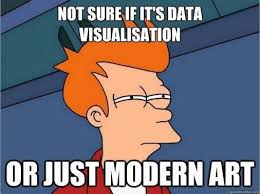 NOT SURE IF IT'S DATA
VISUALISATION
OR JUST MODERN ART